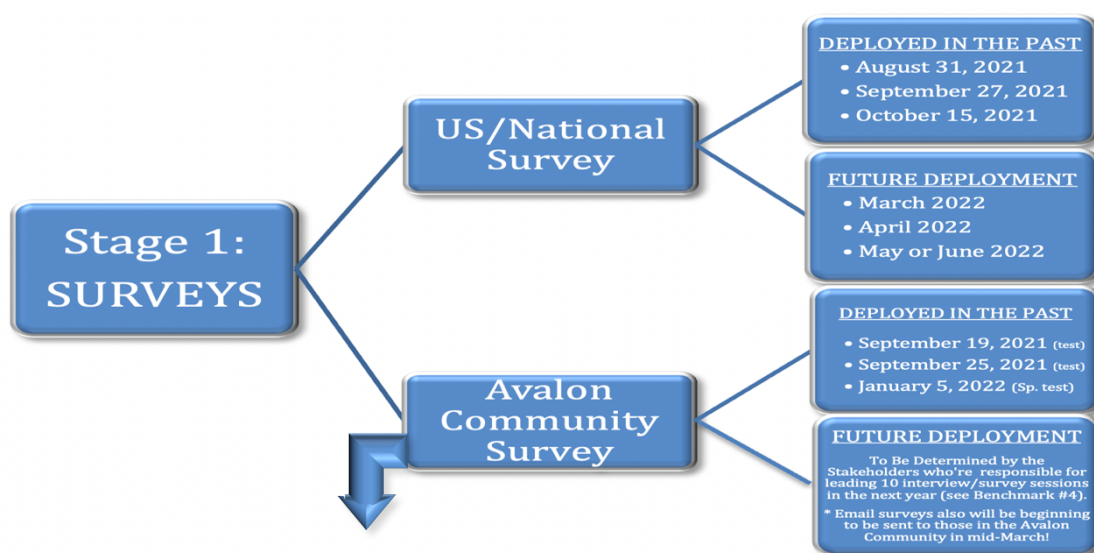 Stage 1:
SURVEYS
US/National
Survey
DEPLOYED IN THE PAST
• August 31, 2021
• September 27, 2021
• October 15, 2021
FUTURE DEPLOYMENT
• March 2022
• April 2022
• May or June 2022
Avalon
Community
Survey
DEPLOYED IN THE PAST
• September 19, 2021 (test)
• September 25, 2021 (test)
• January 5, 2022 (Sp. test)
FUTURE DEPLOYMENT
To Be Determined by the
Stakeholders who're responsible for
leading 10 interview/survey sessions
in the next year (see Benchmark #4).
* Email surveys also will be beginning
to be sent to those in the Avalon
Community in mid-March!